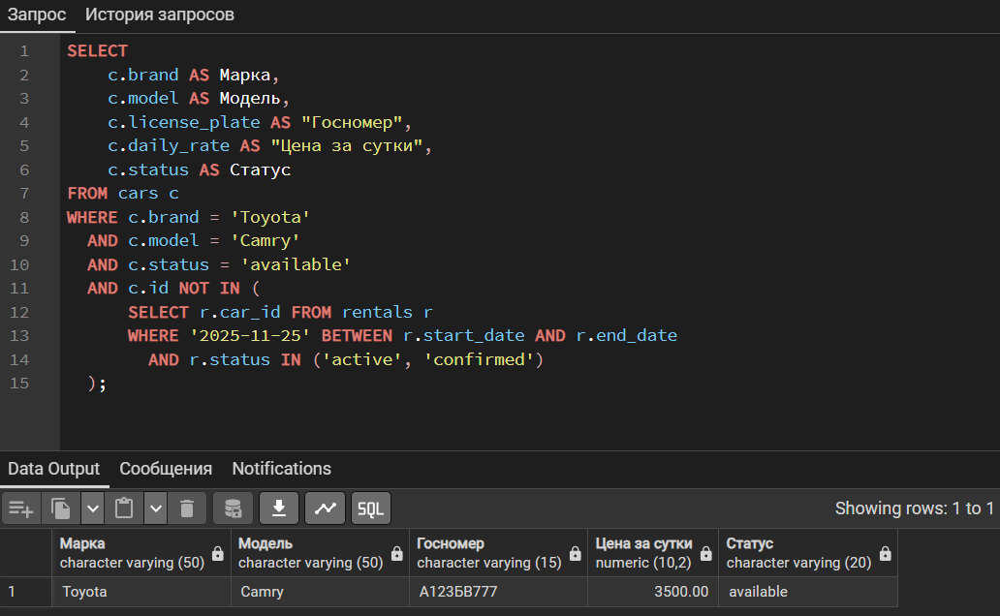 Запрос История запросов
1 SELECT
2 c.brand AS Марка,
3 c.model AS Модель,
4 c.license_plate AS "Госномер",
5 c.daily_rate AS "Цена за сутки",
6 c.status AS Статус
7 FROM cars c
8 WHERE c.brand = 'Toyota'
9 AND c.model = 'Camry'
10 AND c.status = 'available'
11 AND c.id NOT IN (
12 SELECT r.car_id FROM rentals r
13 WHERE '2025-11-25' BETWEEN r.start_date AND r.end_date
14 AND r.status IN ('active', 'confirmed')
15 );
Data Output Сообщения Notifications
SQL Showing rows: 1 to 1
Марка Модель Госномер Цена за сутки Статус
character varying (50) character varying (50) character varying (15) numeric (10,2) character varying (20)
1 Toyota Camry А123БВ777 3500.00 available